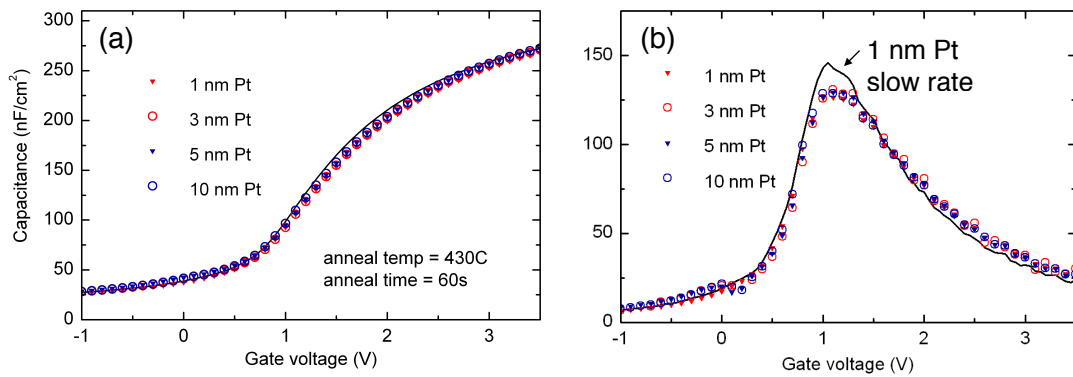 (a)
300
250
200
150
100
50
0
Capacitance (nF/cm2)
1 nm Pt
3 nm Pt
5 nm Pt
10 nm Pt
anneal temp = 430C
anneal time = 60s
-1 0 1 2 3
Gate voltage (V)
(b)
150
125
100
75
50
25
0
1 nm Pt
slow rate
1 nm Pt
3 nm Pt
5 nm Pt
10 nm Pt
-1 0 1 2 3
Gate voltage (V)